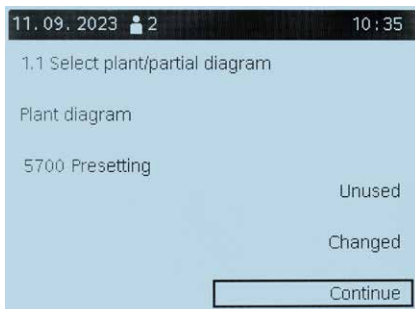 11.09.2023 2 10:35
1.1 Select plant/partial diagram
Plant diagram
5700 Presetting
Unused
Changed
Continue